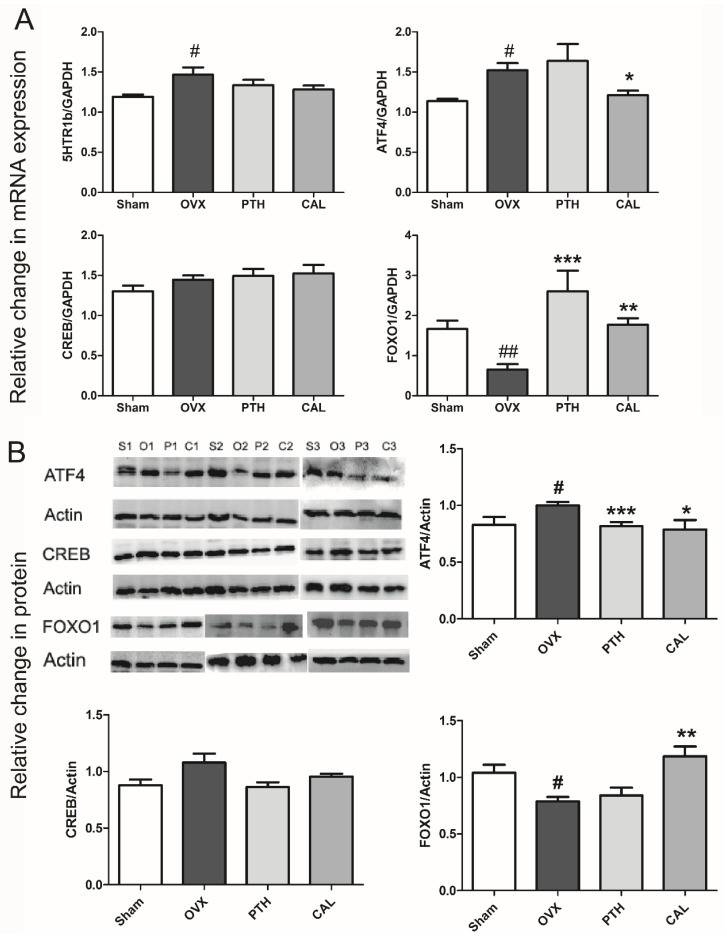 A
Relative change in mRNA expression
5HTR1b/GAPDH
2.0
1.5
1.0
0.5
0.0
#
Sham OVX PTH CAL
ATF4/GAPDH
2.0
1.5
1.0
0.5
0.0
#
*
Sham OVX PTH CAL
CREB/GAPDH
2.0
1.5
1.0
0.5
0.0
Sham OVX PTH CAL
FOXO1/GAPDH
4
3
2
1
0
##
***
**
Sham OVX PTH CAL
B
Relative change in protein
S1 O1 P1 C1 S2 O2 P2 C2 S3 O3 P3 C3
ATF4
Actin
CREB
Actin
FOXO1
Actin
ATF4/Actin
1.5
1.0
0.5
0.0
#
***
*
Sham OVX PTH CAL
CREB/Actin
1.5
1.0
0.5
0.0
Sham OVX PTH CAL
FOXO1/Actin
1.5
1.0
0.5
0.0
#
**
Sham OVX PTH CAL